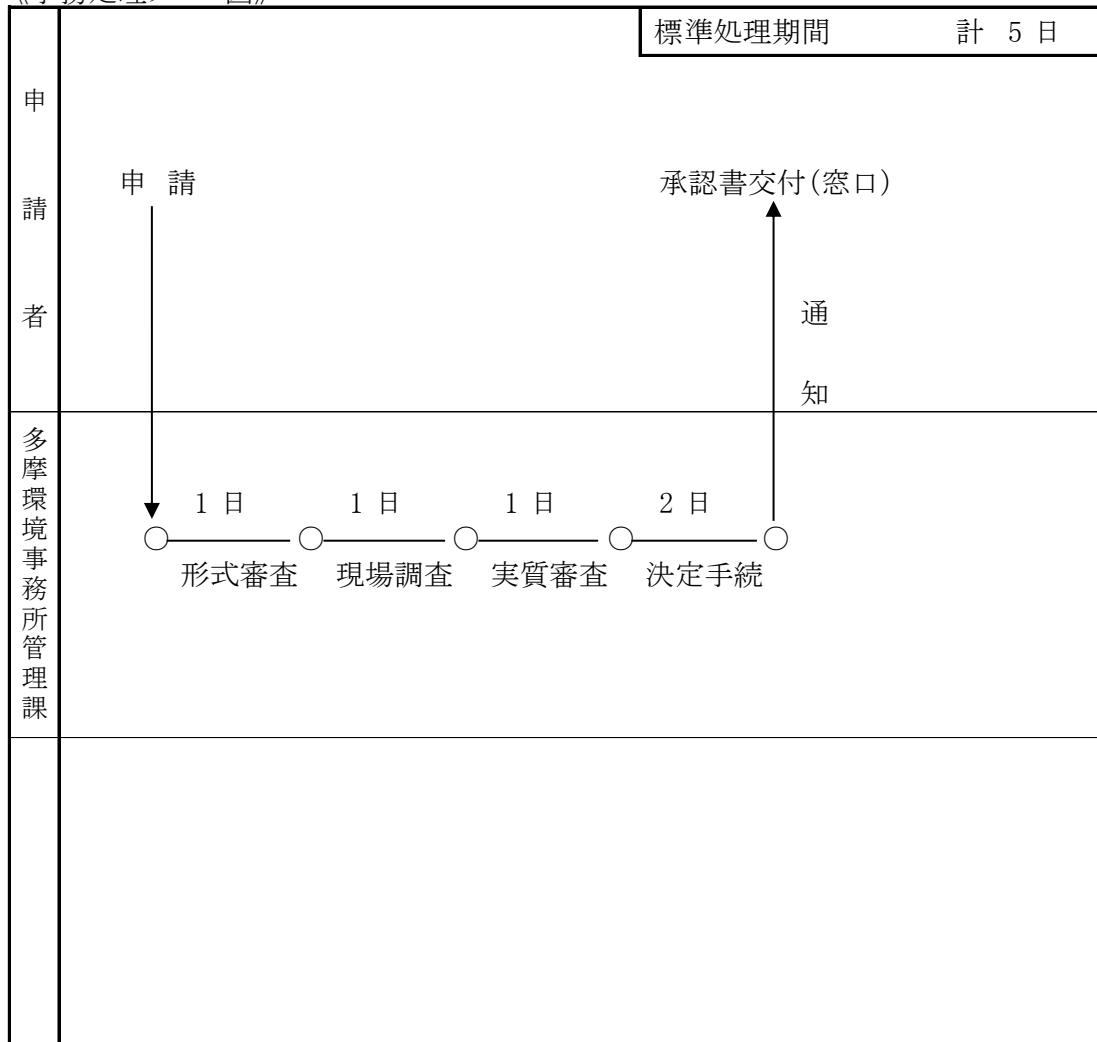 標準処理期間　計 5 日
申請者
申 請
承認書交付(窓口)
通知
多摩環境事務所管理課
1 日　1 日　1 日　2 日
形式審査　現場調査　実質審査　決定手続